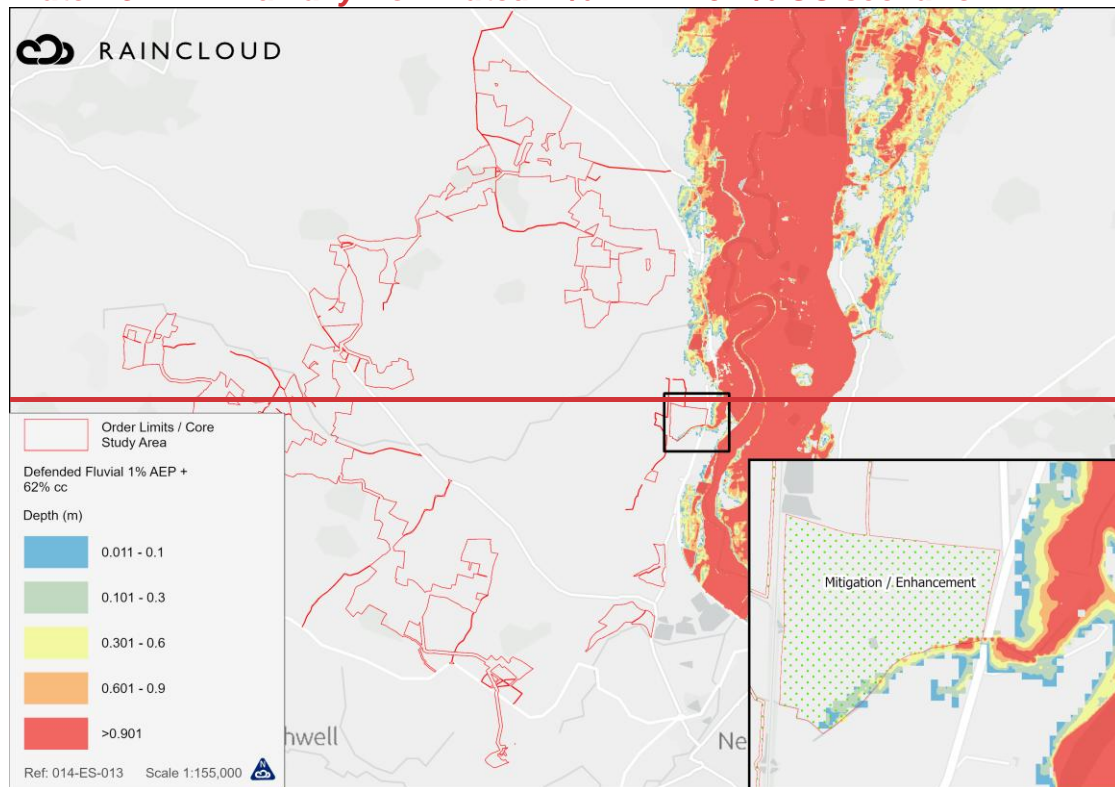 RAINCLOUD
Order Limits / Core
Study Area
Defended Fluvial 1% AEP +
62% cc
Depth (m)
0.011 - 0.1
0.101 - 0.3
0.301 - 0.6
0.601 - 0.9
>0.901
Ref: 014-ES-013 Scale 1:155,000
N
hwell
Ne
Mitigation / Enhancement